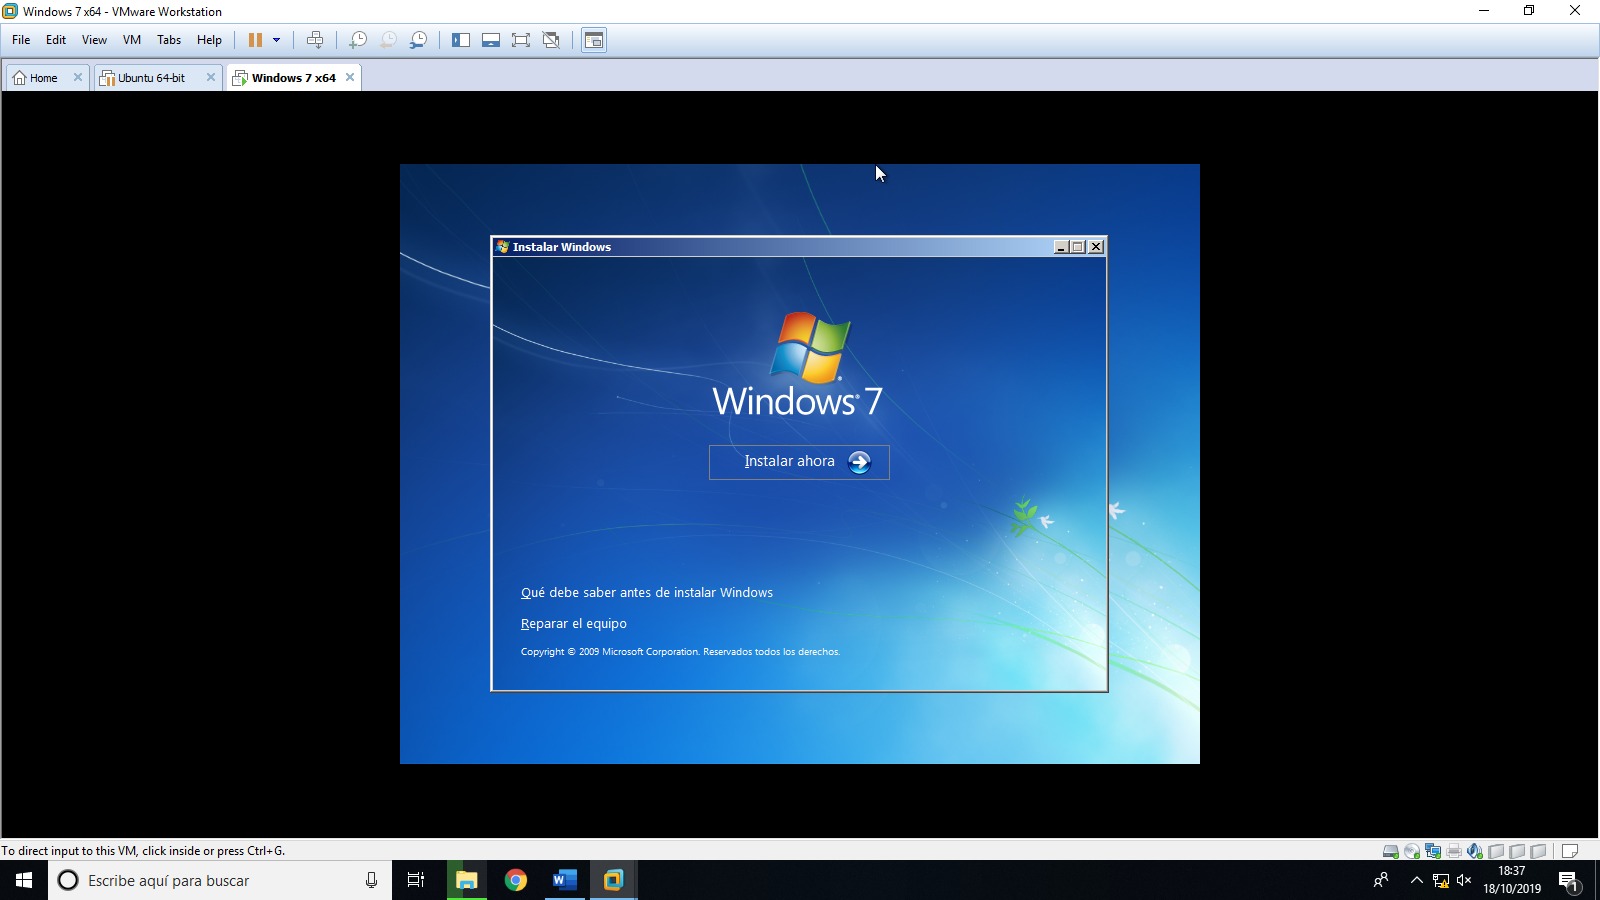 Windows 7 x64 - VMware Workstation
File Edit View VM Tabs Help
Home Ubuntu 64-bit Windows 7 x64
Instalar Windows
Windows® 7
Instalar ahora
Qué debe saber antes de instalar Windows
Reparar el equipo
Copyright © 2009 Microsoft Corporation. Reservados todos los derechos.
To direct input to this VM, click inside or press Ctrl+G.
Escribe aquí para buscar
18:37
18/10/2019
1